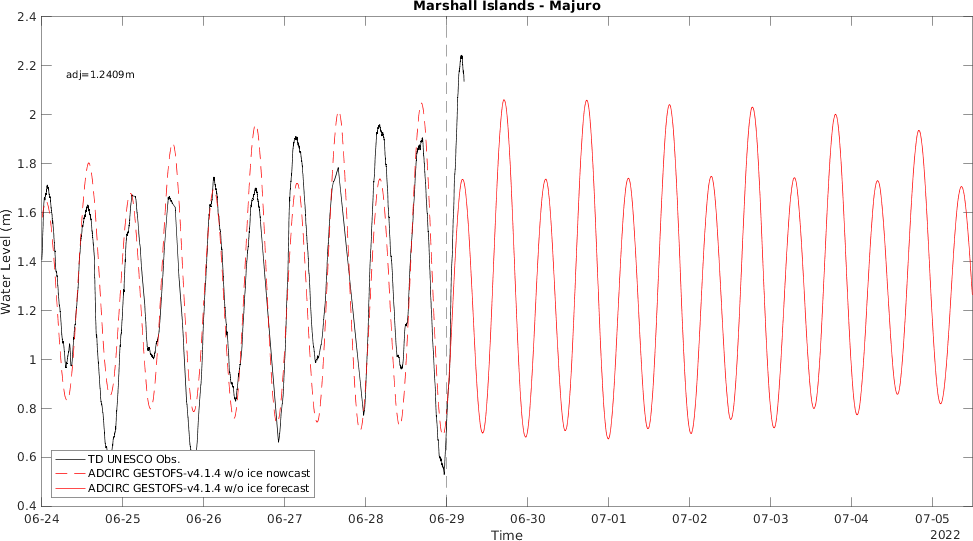 Marshall Islands - Majuro
2.4
2.2
2
1.8
1.6
1.4
1.2
1
0.8
0.6
0.4
Water Level (m)
adj=1.2409m
TD UNESCO Obs.
ADCIRC GESTOFS-v4.1.4 w/o ice nowcast
ADCIRC GESTOFS-v4.1.4 w/o ice forecast
06-24 06-25 06-26 06-27 06-28 06-29 06-30 07-01 07-02 07-03 07-04 07-05
Time
2022